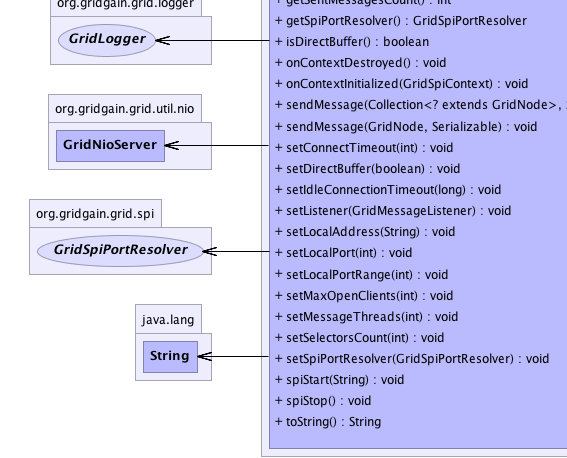 org.gridgain.grid.logger
GridLogger
org.gridgain.grid.util.nio
GridNioServer
org.gridgain.grid.spi
GridSpiPortResolver
java.lang
String
+ getSentMessagesCount() : int
+ getSpiPortResolver() : GridSpiPortResolver
+ isDirectBuffer() : boolean
+ onContextDestroyed() : void
+ onContextInitialized(GridSpiContext) : void
+ sendMessage(Collection<? extends GridNode>,
+ sendMessage(GridNode, Serializable) : void
+ setConnectTimeout(int) : void
+ setDirectBuffer(boolean) : void
+ setIdleConnectionTimeout(long) : void
+ setListener(GridMessageListener) : void
+ setLocalAddress(String) : void
+ setLocalPort(int) : void
+ setLocalPortRange(int) : void
+ setMaxOpenClients(int) : void
+ setMessageThreads(int) : void
+ setSelectorsCount(int) : void
+ setSpiPortResolver(GridSpiPortResolver) : void
+ spiStart(String) : void
+ spiStop() : void
+ toString() : String